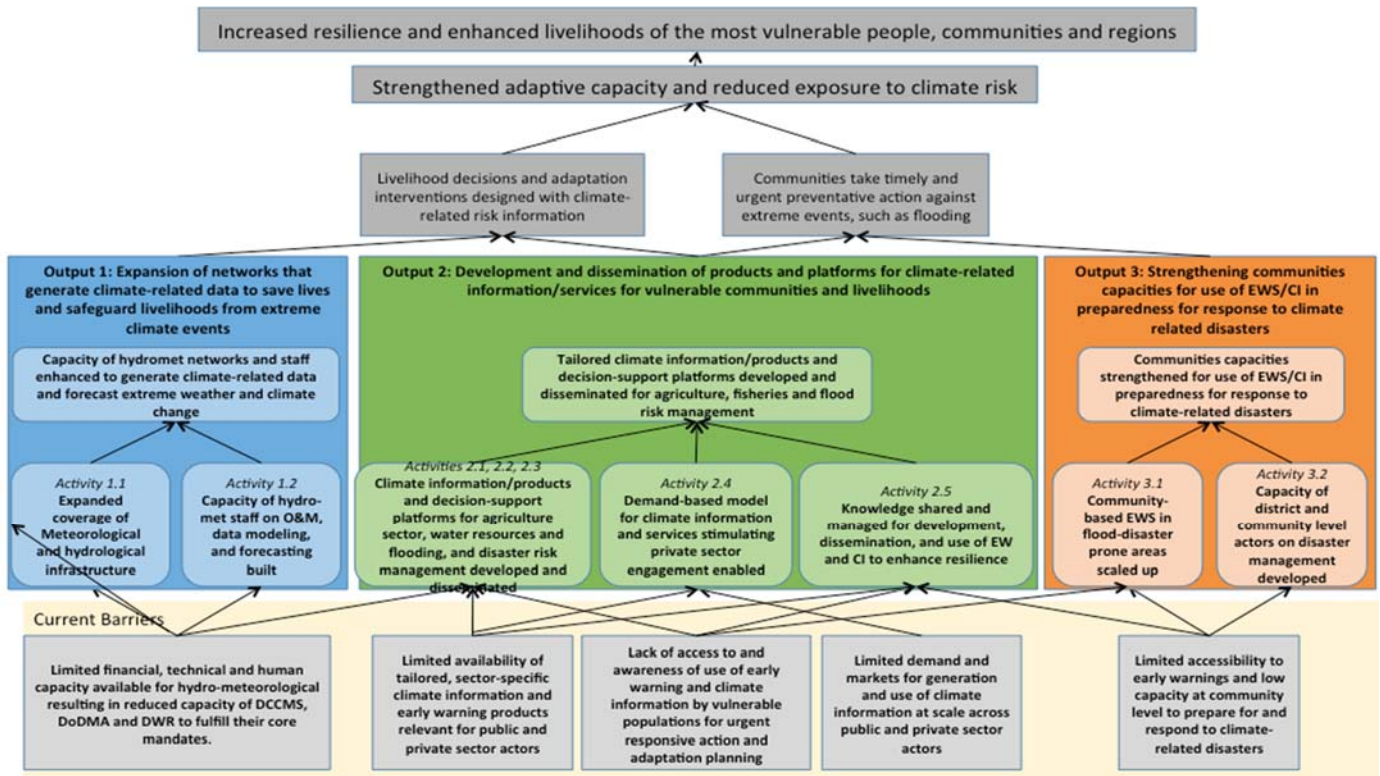 Increased resilience and enhanced livelihoods of the most vulnerable people, communities and regions
Strengthened adaptive capacity and reduced exposure to climate risk
Livelihood decisions and adaptation
interventions designed with climate-
related risk information
Communities take timely and
urgent preventative action against
extreme events, such as flooding
Output 1: Expansion of networks that
generate climate-related data to save lives
and safeguard livelihoods from extreme
climate events
Capacity of hydromet networks and staff
enhanced to generate climate-related data
and forecast extreme weather and climate
change
Activity 1.1
Expanded
coverage of
Meteorological
and hydrological
infrastructure
Activity 1.2
Capacity of hydro-
met staff on O&M,
data modeling,
and forecasting
built
Output 2: Development and dissemination of products and platforms for climate-related
information/services for vulnerable communities and livelihoods
Tailored climate information/products and
decision-support platforms developed and
disseminated for agriculture, fisheries and flood
risk management
Activities 2.1, 2.2, 2.3
Climate information/products
and decision-support
platforms for agriculture
sector, water resources and
flooding, and disaster risk
management developed and
disseminated
Activity 2.4
Demand-based model
for climate information
and services stimulating
private sector
engagement enabled
Activity 2.5
Knowledge shared and
managed for development,
dissemination, and use of EW
and CI to enhance resilience
Output 3: Strengthening communities
capacities for use of EWS/CI in
preparedness for response to climate
related disasters
Communities capacities
strengthened for use of EWS/CI in
preparedness for response to
climate-related disasters
Activity 3.1
Community-
based EWS in
flood-disaster
prone areas
scaled up
Activity 3.2
Capacity of
district and
community level
actors on disaster
management
developed
Current Barriers
Limited financial, technical and human
capacity available for hydro-meteorological
resulting in reduced capacity of DCCMS,
DoDMA and DWR to fulfill their core
mandates.
Limited availability of
tailored, sector-specific
climate information and
early warning products
relevant for public and
private sector actors
Lack of access to and
awareness of use of early
warning and climate
information by vulnerable
populations for urgent
responsive action and
adaptation planning
Limited demand and
markets for generation
and use of climate
information at scale across
public and private sector
actors
Limited accessibility to
early warnings and low
capacity at community
level to prepare for and
respond to climate-
related disasters